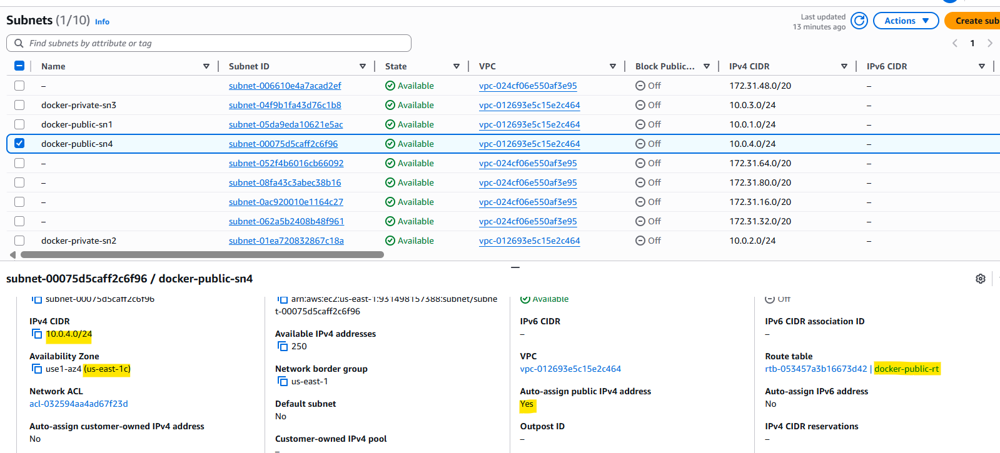 Subnets (1/10) Info
Last updated
13 minutes ago
Actions
Create sub
Find subnets by attribute or tag
1
Name Subnet ID State VPC Block Public... IPv4 CIDR IPv6 CIDR
– subnet-006610e4a7acad2ef Available vpc-024cf06e550af3e95 Off 172.31.48.0/20 –
docker-private-sn3 subnet-04f9b1fa43d76c1b8 Available vpc-012693e5c15e2c464 Off 10.0.3.0/24 –
docker-public-sn1 subnet-05da9eda10621e5ac Available vpc-012693e5c15e2c464 Off 10.0.1.0/24 –
docker-public-sn4 subnet-00075d5caff2c6f96 Available vpc-012693e5c15e2c464 Off 10.0.4.0/24 –
– subnet-052f4b6016cb66092 Available vpc-024cf06e550af3e95 Off 172.31.64.0/20 –
– subnet-08fa43c3abec38b16 Available vpc-024cf06e550af3e95 Off 172.31.80.0/20 –
– subnet-0ac920010e1164c27 Available vpc-024cf06e550af3e95 Off 172.31.16.0/20 –
– subnet-062a5b2408b48f961 Available vpc-024cf06e550af3e95 Off 172.31.32.0/20 –
docker-private-sn2 subnet-01ea720832867c18a Available vpc-012693e5c15e2c464 Off 10.0.2.0/24 –
subnet-00075d5caff2c6f96 / docker-public-sn4
subnet-00075d5caff2c6f96
IPv4 CIDR
10.0.4.0/24
Availability Zone
use1-az4 (us-east-1c)
Network ACL
acl-032594aa4ad67f23d
Auto-assign customer-owned IPv4 address
No
arn:aws:ec2:us-east-1:931498157388:subnet/subne
t-00075d5caff2c6f96
Available IPv4 addresses
250
Network border group
us-east-1
Default subnet
No
Customer-owned IPv4 pool
–
Available
IPv6 CIDR
–
VPC
vpc-012693e5c15e2c464
Auto-assign public IPv4 address
Yes
Outpost ID
–
Off
IPv6 CIDR association ID
–
Route table
rtb-053457a3b16673d42 | docker-public-rt
Auto-assign IPv6 address
No
IPv4 CIDR reservations
–